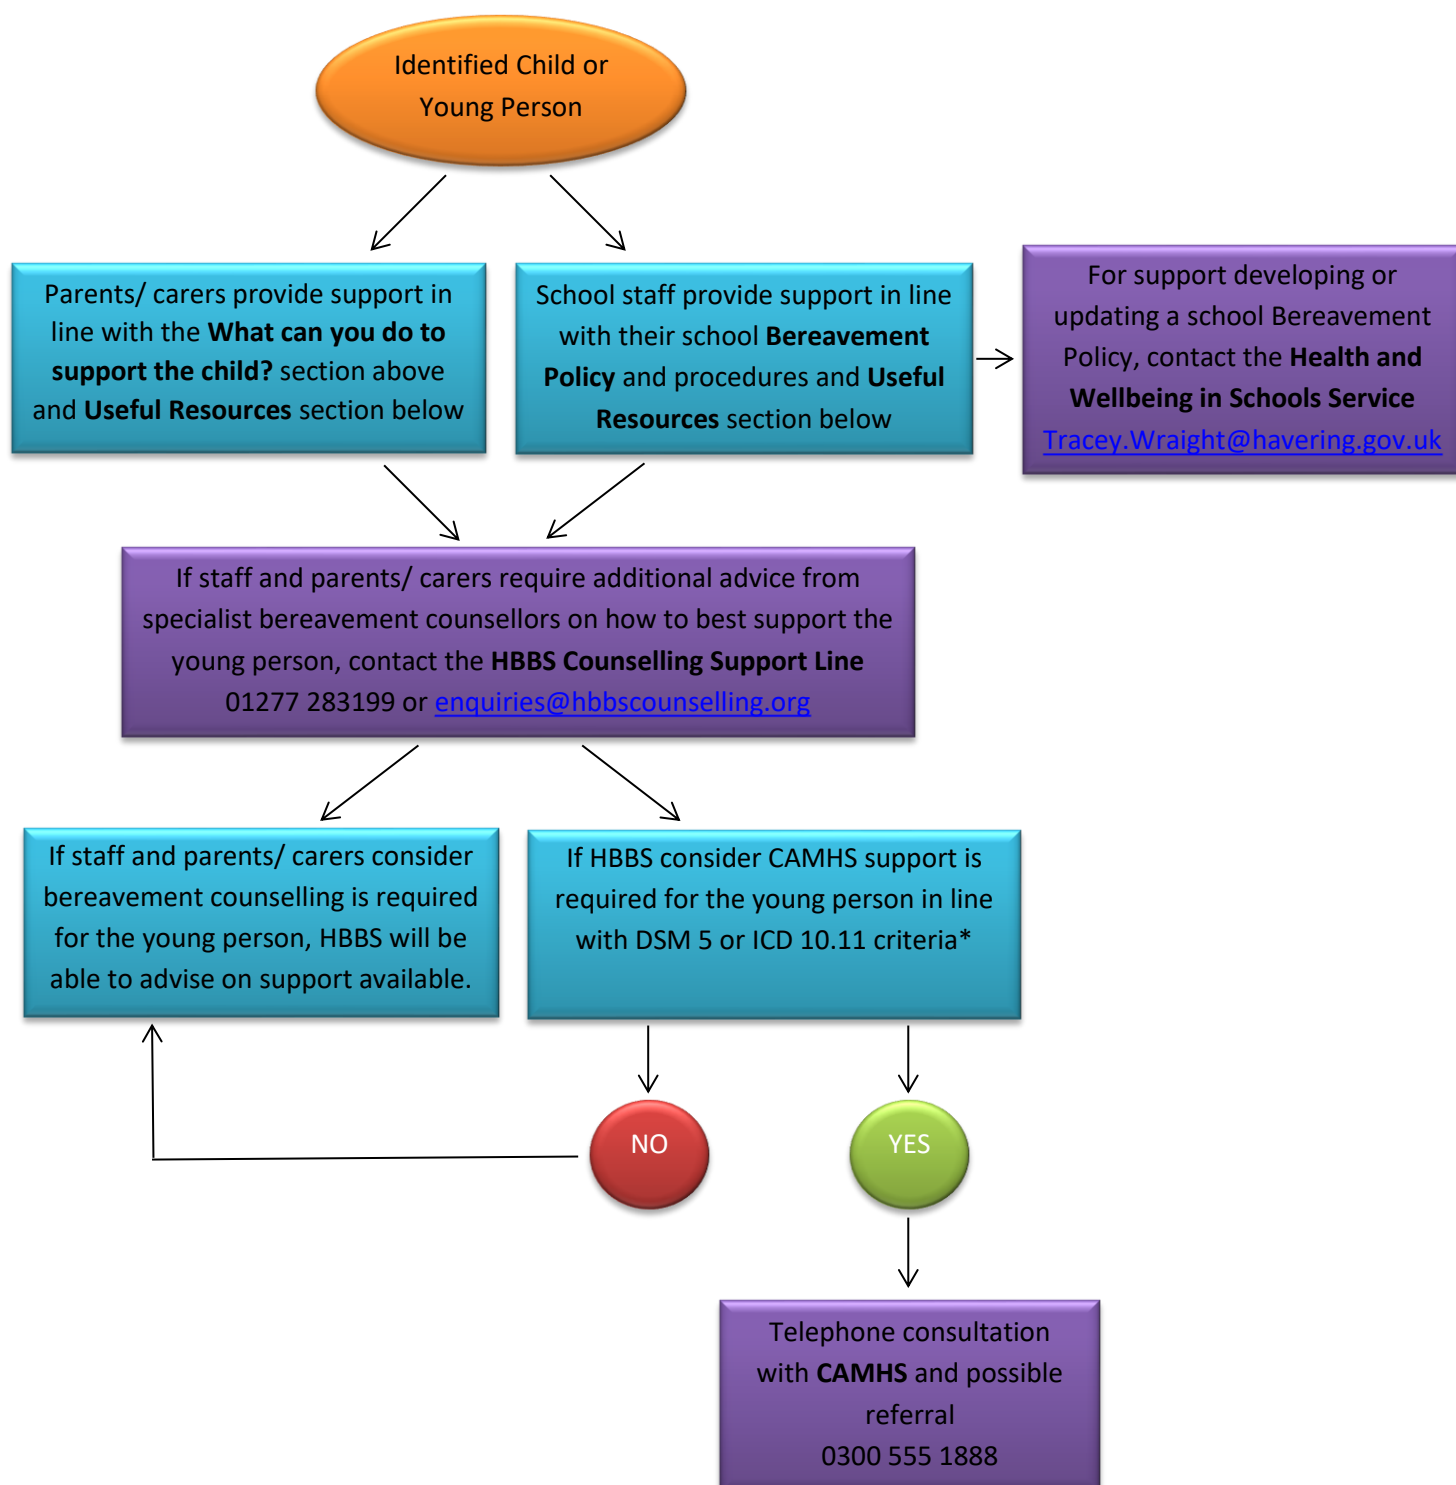 Identified Child or
Young Person
Parents/ carers provide support in
line with the What can you do to
support the child? section above
and Useful Resources section below
School staff provide support in line
with their school Bereavement
Policy and procedures and Useful
Resources section below
For support developing or
updating a school Bereavement
Policy, contact the Health and
Wellbeing in Schools Service
Tracey.Wraight@havering.gov.uk
If staff and parents/ carers require additional advice from
specialist bereavement counsellors on how to best support the
young person, contact the HBBS Counselling Support Line
01277 283199 or enquiries@hbbscounselling.org
If staff and parents/ carers consider
bereavement counselling is required
for the young person, HBBS will be
able to advise on support available.
If HBBS consider CAMHS support is
required for the young person in line
with DSM 5 or ICD 10.11 criteria*
NO
YES
Telephone consultation
with CAMHS and possible
referral
0300 555 1888